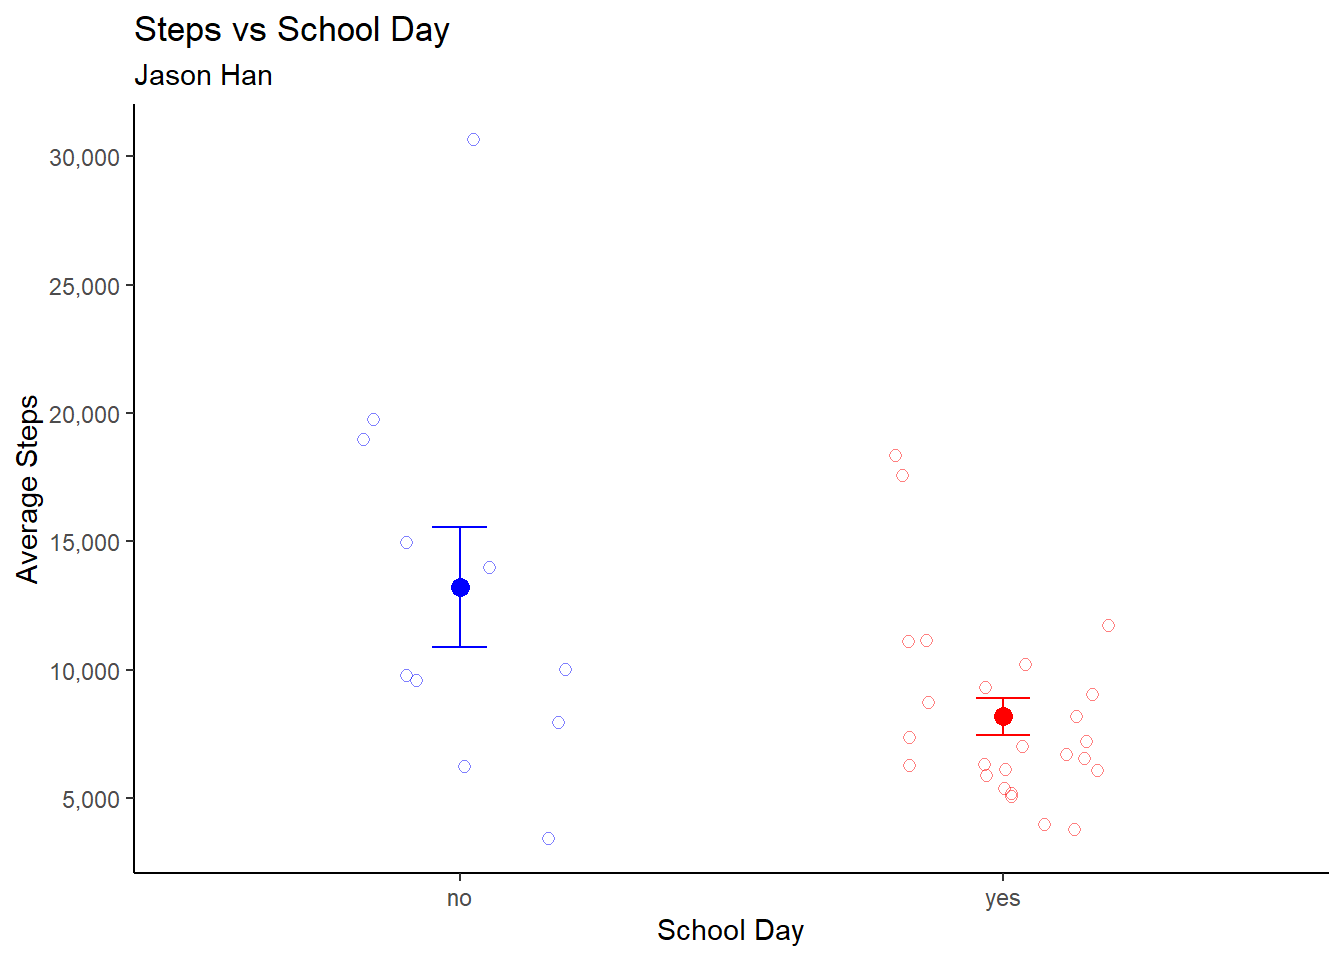 Steps vs School Day
Jason Han
30,000
25,000
20,000
15,000
10,000
5,000
Average Steps
no
yes
School Day